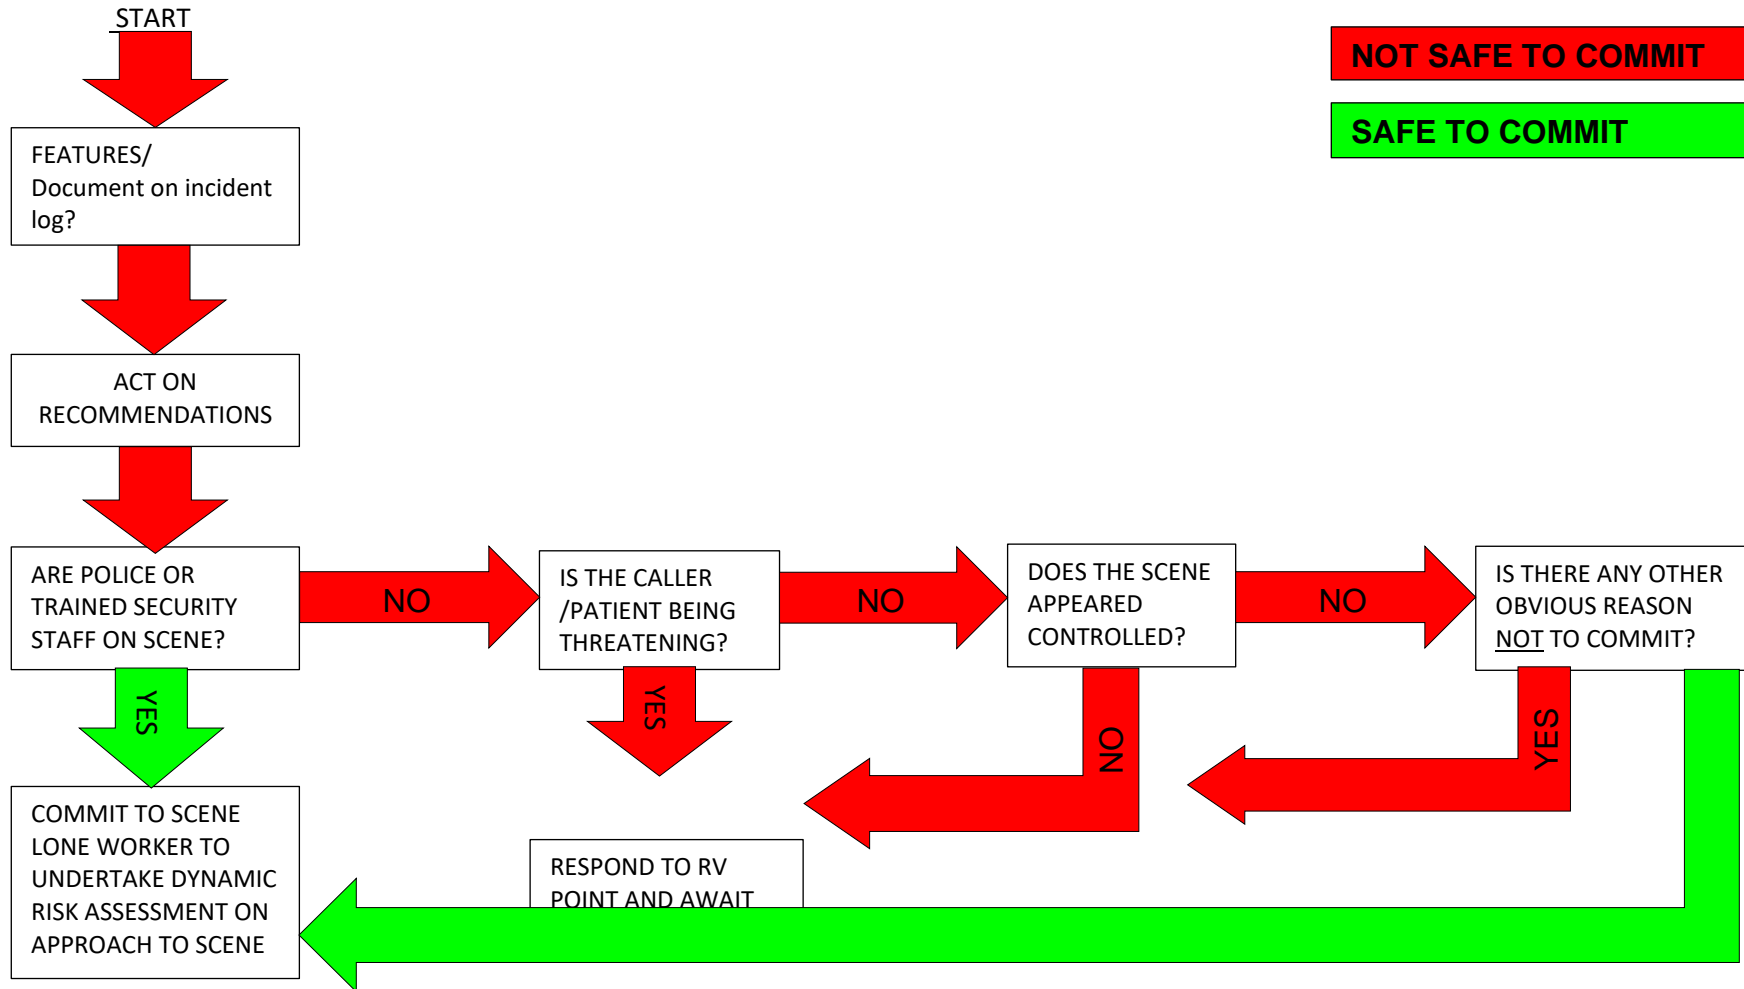 START
NOT SAFE TO COMMIT
SAFE TO COMMIT
FEATURES/
Document on incident
log?
ACT ON
RECOMMENDATIONS
ARE POLICE OR
TRAINED SECURITY
STAFF ON SCENE?
NO
IS THE CALLER
/PATIENT BEING
THREATENING?
NO
DOES THE SCENE
APPEARED
CONTROLLED?
NO
IS THERE ANY OTHER
OBVIOUS REASON
NOT TO COMMIT?
YES
YES
NO
YES
COMMIT TO SCENE
LONE WORKER TO
UNDERTAKE DYNAMIC
RISK ASSESSMENT ON
APPROACH TO SCENE
RESPOND TO RV
POINT AND AWAIT